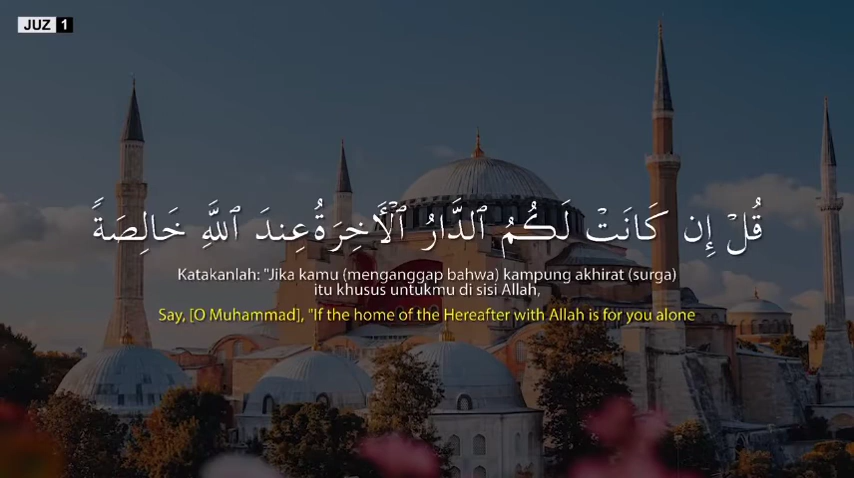 JUZ 1
قُلْ إِن كَانَتْ لَكُمُ ٱلدَّارُ ٱلْأَخِرَةُ عِندَ ٱللَّهِ خَالِصَةً
Katakanlah: "Jika kamu (menganggap bahwa) kampung akhirat (surga)
itu khusus untukmu di sisi Allah,
Say, [O Muhammad], "If the home of the Hereafter with Allah is for you alone